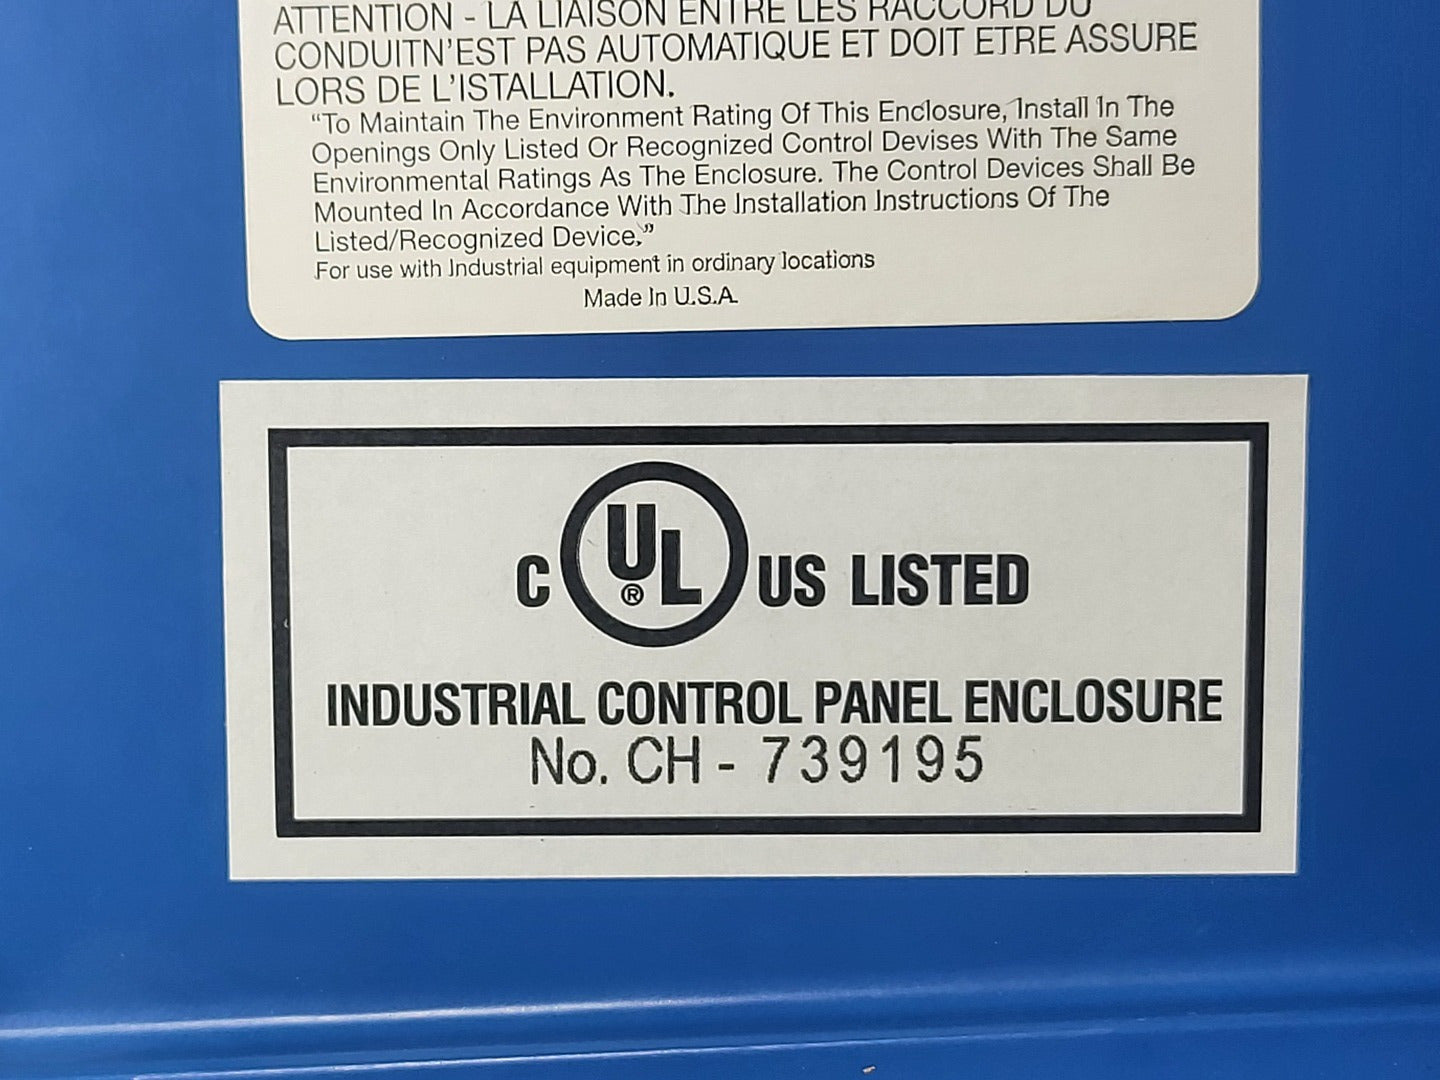 ATTENTION - LA LIAISON ENTRE LES RACCORD DU
CONDUITN'EST PAS AUTOMATIQUE ET DOIT ETRE ASSURE
LORS DE L'ISTALLATION.
“To Maintain The Environment Rating Of This Enclosure, Install In The
Openings Only Listed Or Recognized Control Devises With The Same
Environmental Ratings As The Enclosure. The Control Devices Shall Be
Mounted In Accordance With The Installation Instructions Of The
Listed/Recognized Device.”
For use with Industrial equipment in ordinary locations
Made In U.S.A.
C UL® US LISTED
INDUSTRIAL CONTROL PANEL ENCLOSURE
No. CH - 739195